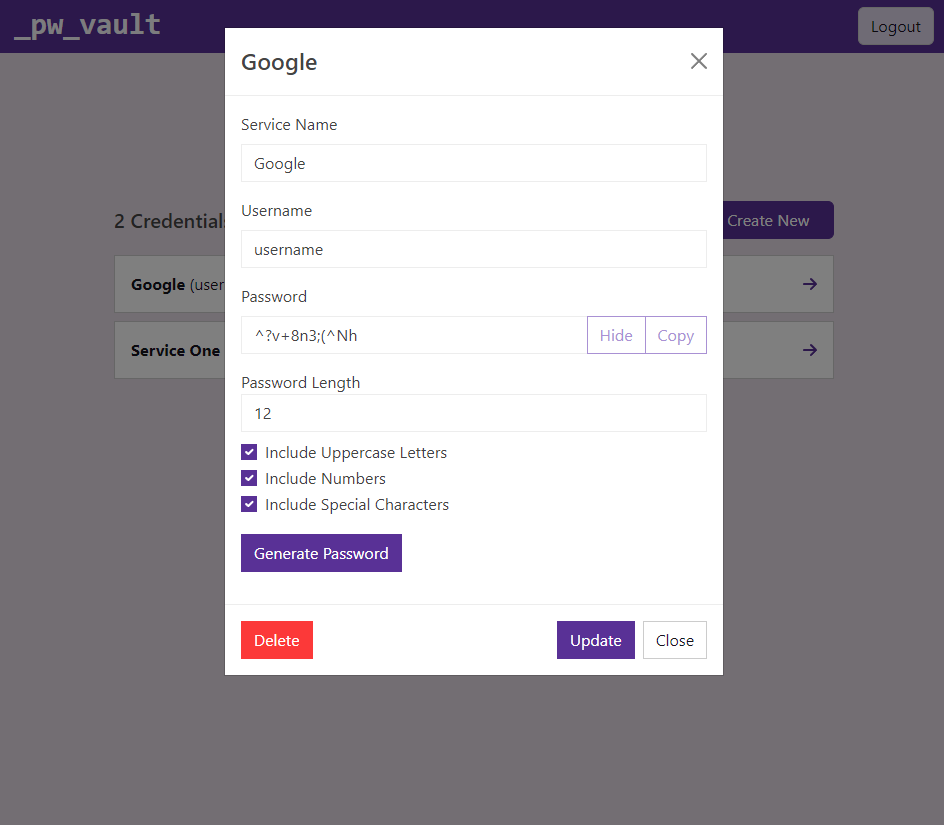 _pw_vault
Logout
Google
Service Name
Google
Username
username
Password
^?v+8n3;(^Nh
Hide
Copy
Password Length
12
Include Uppercase Letters
Include Numbers
Include Special Characters
Generate Password
Delete
Update
Close
2 Credential
Create New
Google (user
Service One